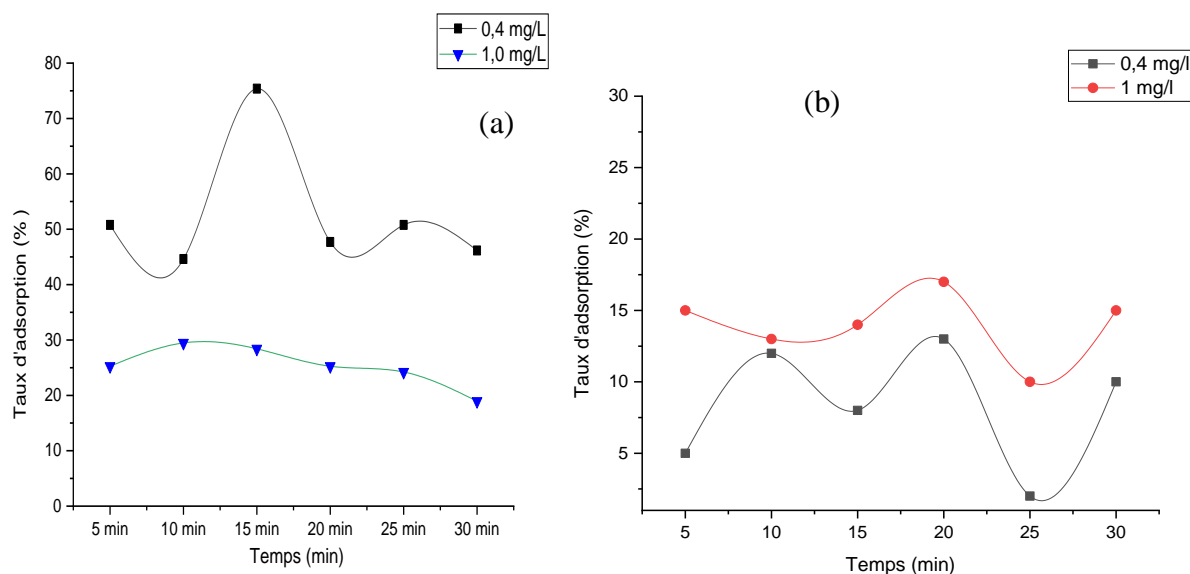 0,4 mg/L
1,0 mg/L
(a)
Taux d'adsorption (% )
80
75
70
65
60
50
40
30
20
10
0
5 min
10 min
15 min
20 min
25 min
30 min
Temps (min)
0,4 mg/l
1 mg/l
(b)
Taux d'adsorption (%)
30
25
20
15
10
5
5
10
15
20
25
30
Temps (min)